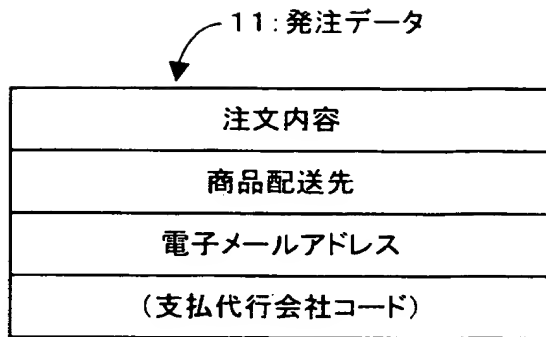 11:発注データ
注文内容
商品配送先
電子メールアドレス
(支払代行会社コード)